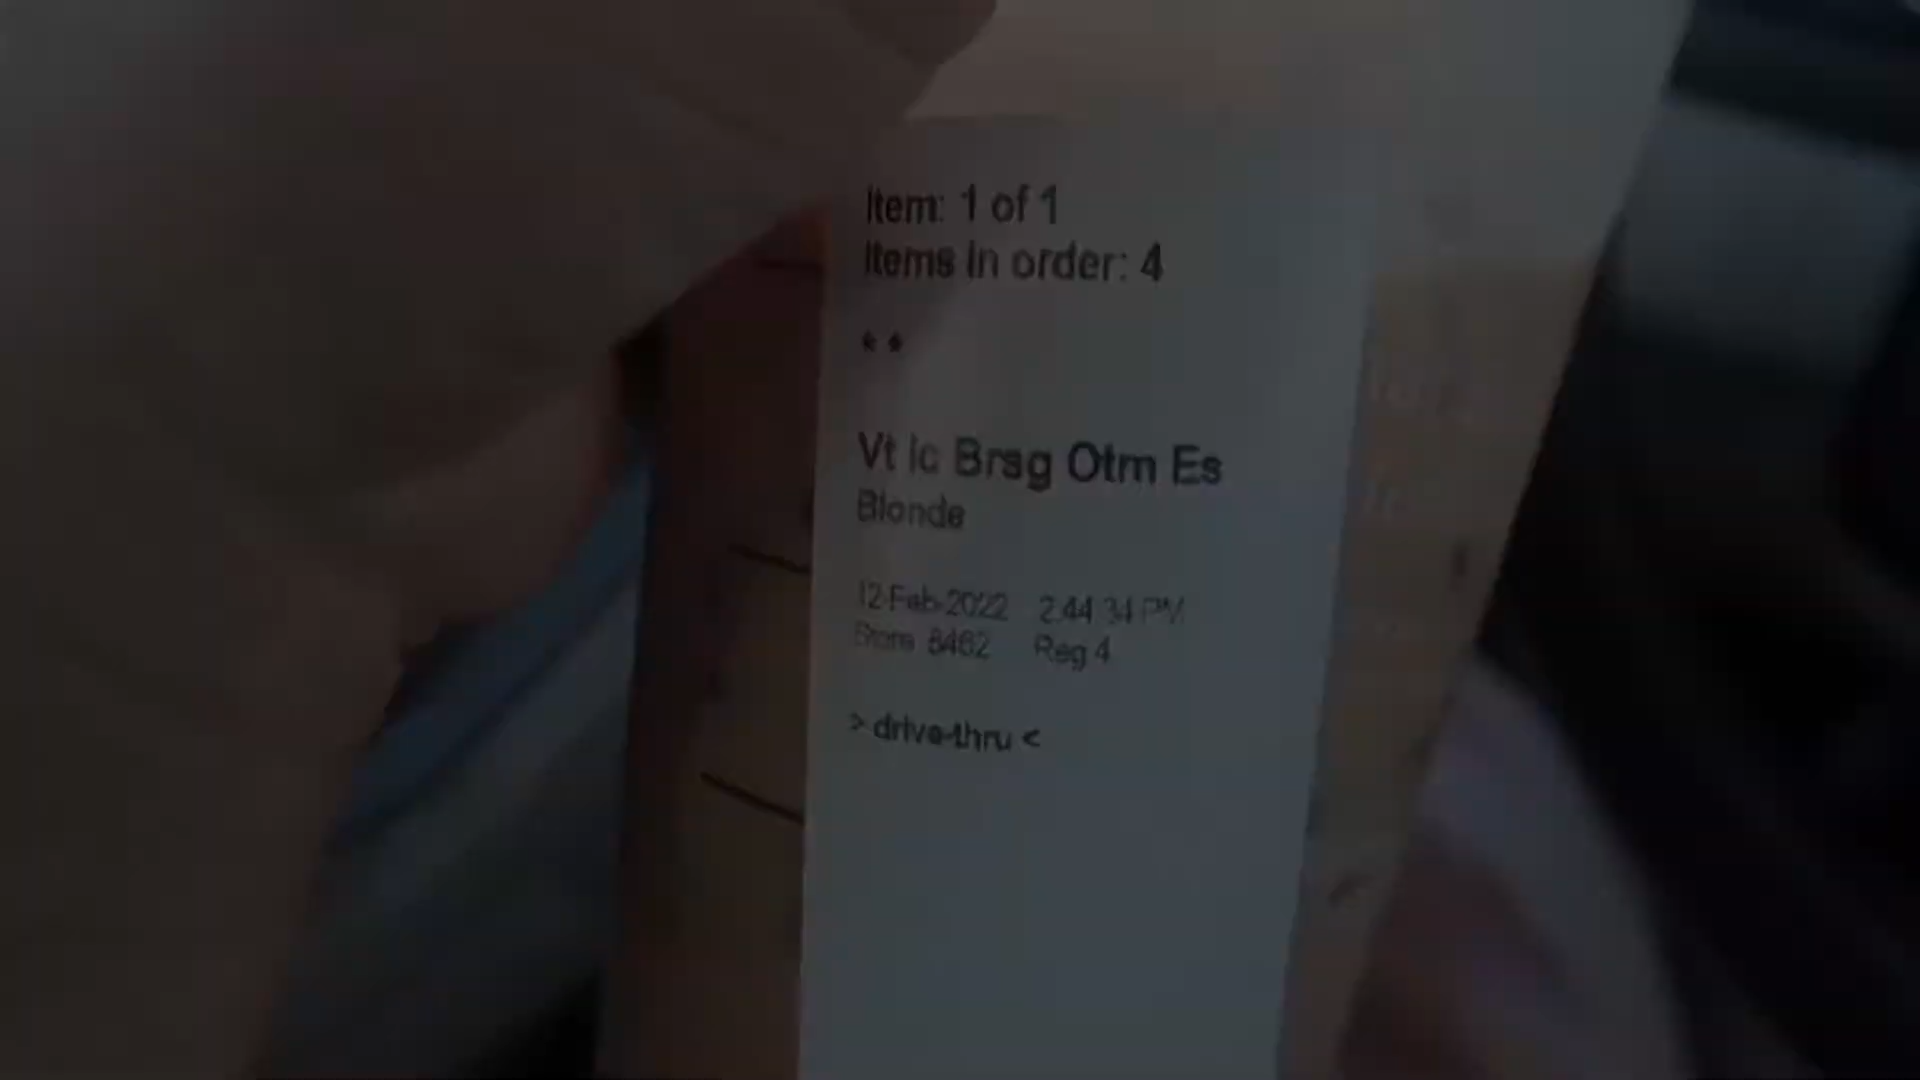 Item: 1 of 1
Items in order: 4
**
Vt Ic Brsg Otm Es
Blonde
12-Feb-2022 2:44:34 PM
Store 8462 Reg 4
> drive-thru <